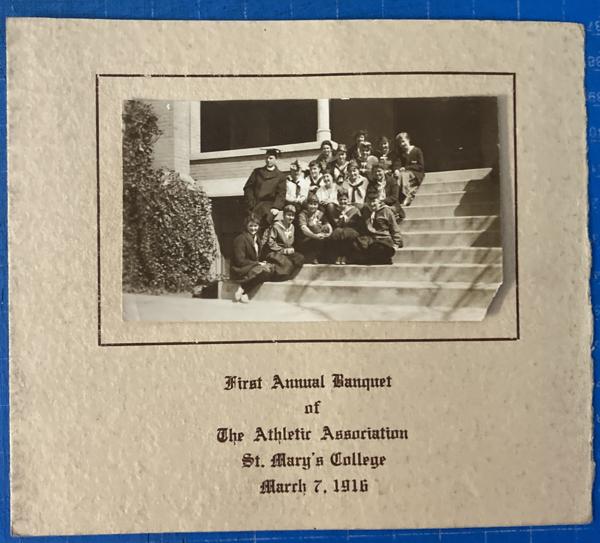 First Annual Banquet
of
The Athletic Association
St. Mary's College
March 7, 1916